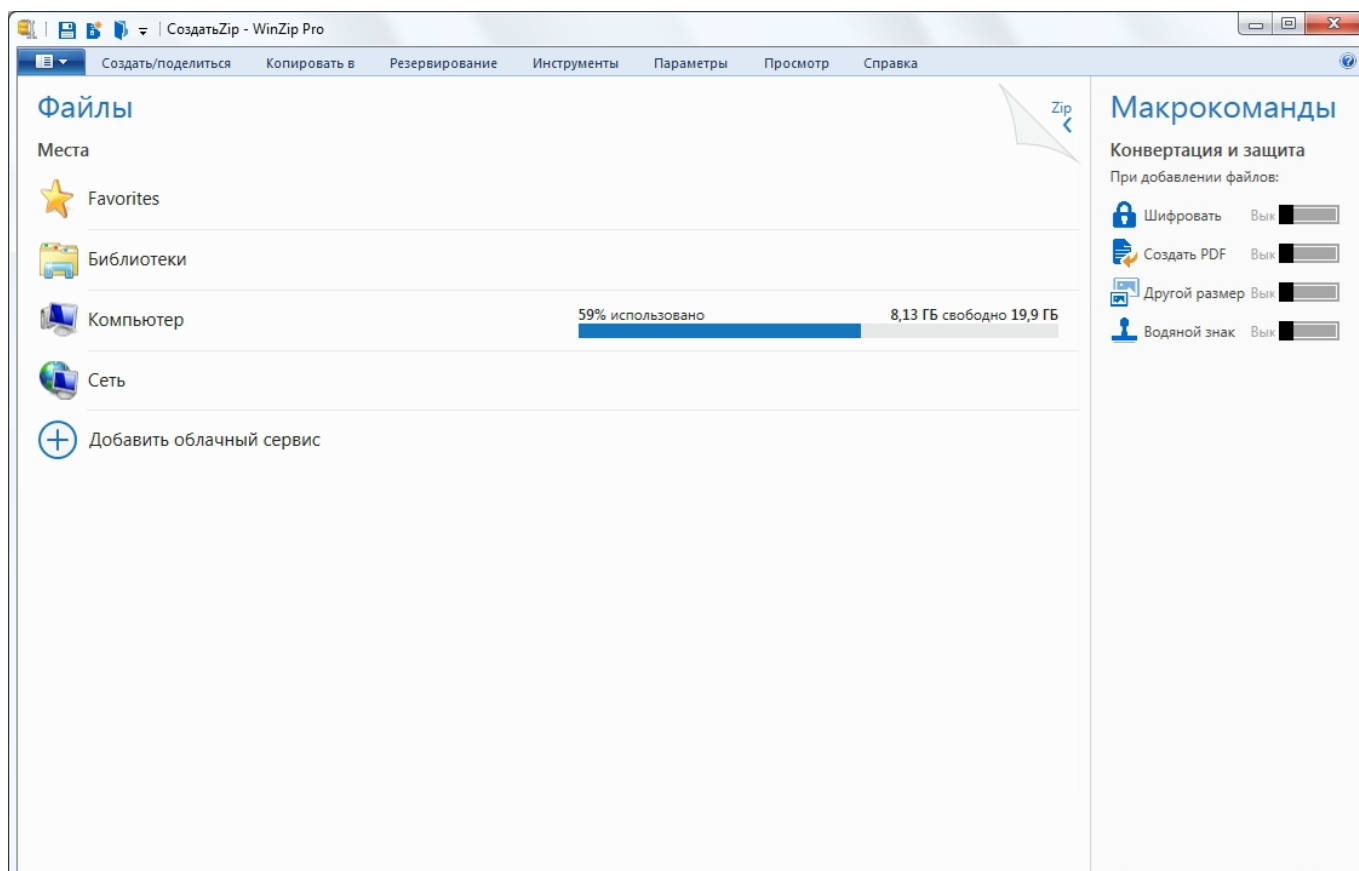 СоздатьZip - WinZip Pro
Создать/поделиться Копировать в Резервирование Инструменты Параметры Просмотр Справка
Файлы
Zip
Места
Favorites
Библиотеки
Компьютер
59% использовано 8,13 ГБ свободно 19,9 ГБ
Сеть
Добавить облачный сервис
Макрокоманды
Конвертация и защита
При добавлении файлов:
Шифровать Вык
Создать PDF Вык
Другой размер Вык
Водяной знак Вык